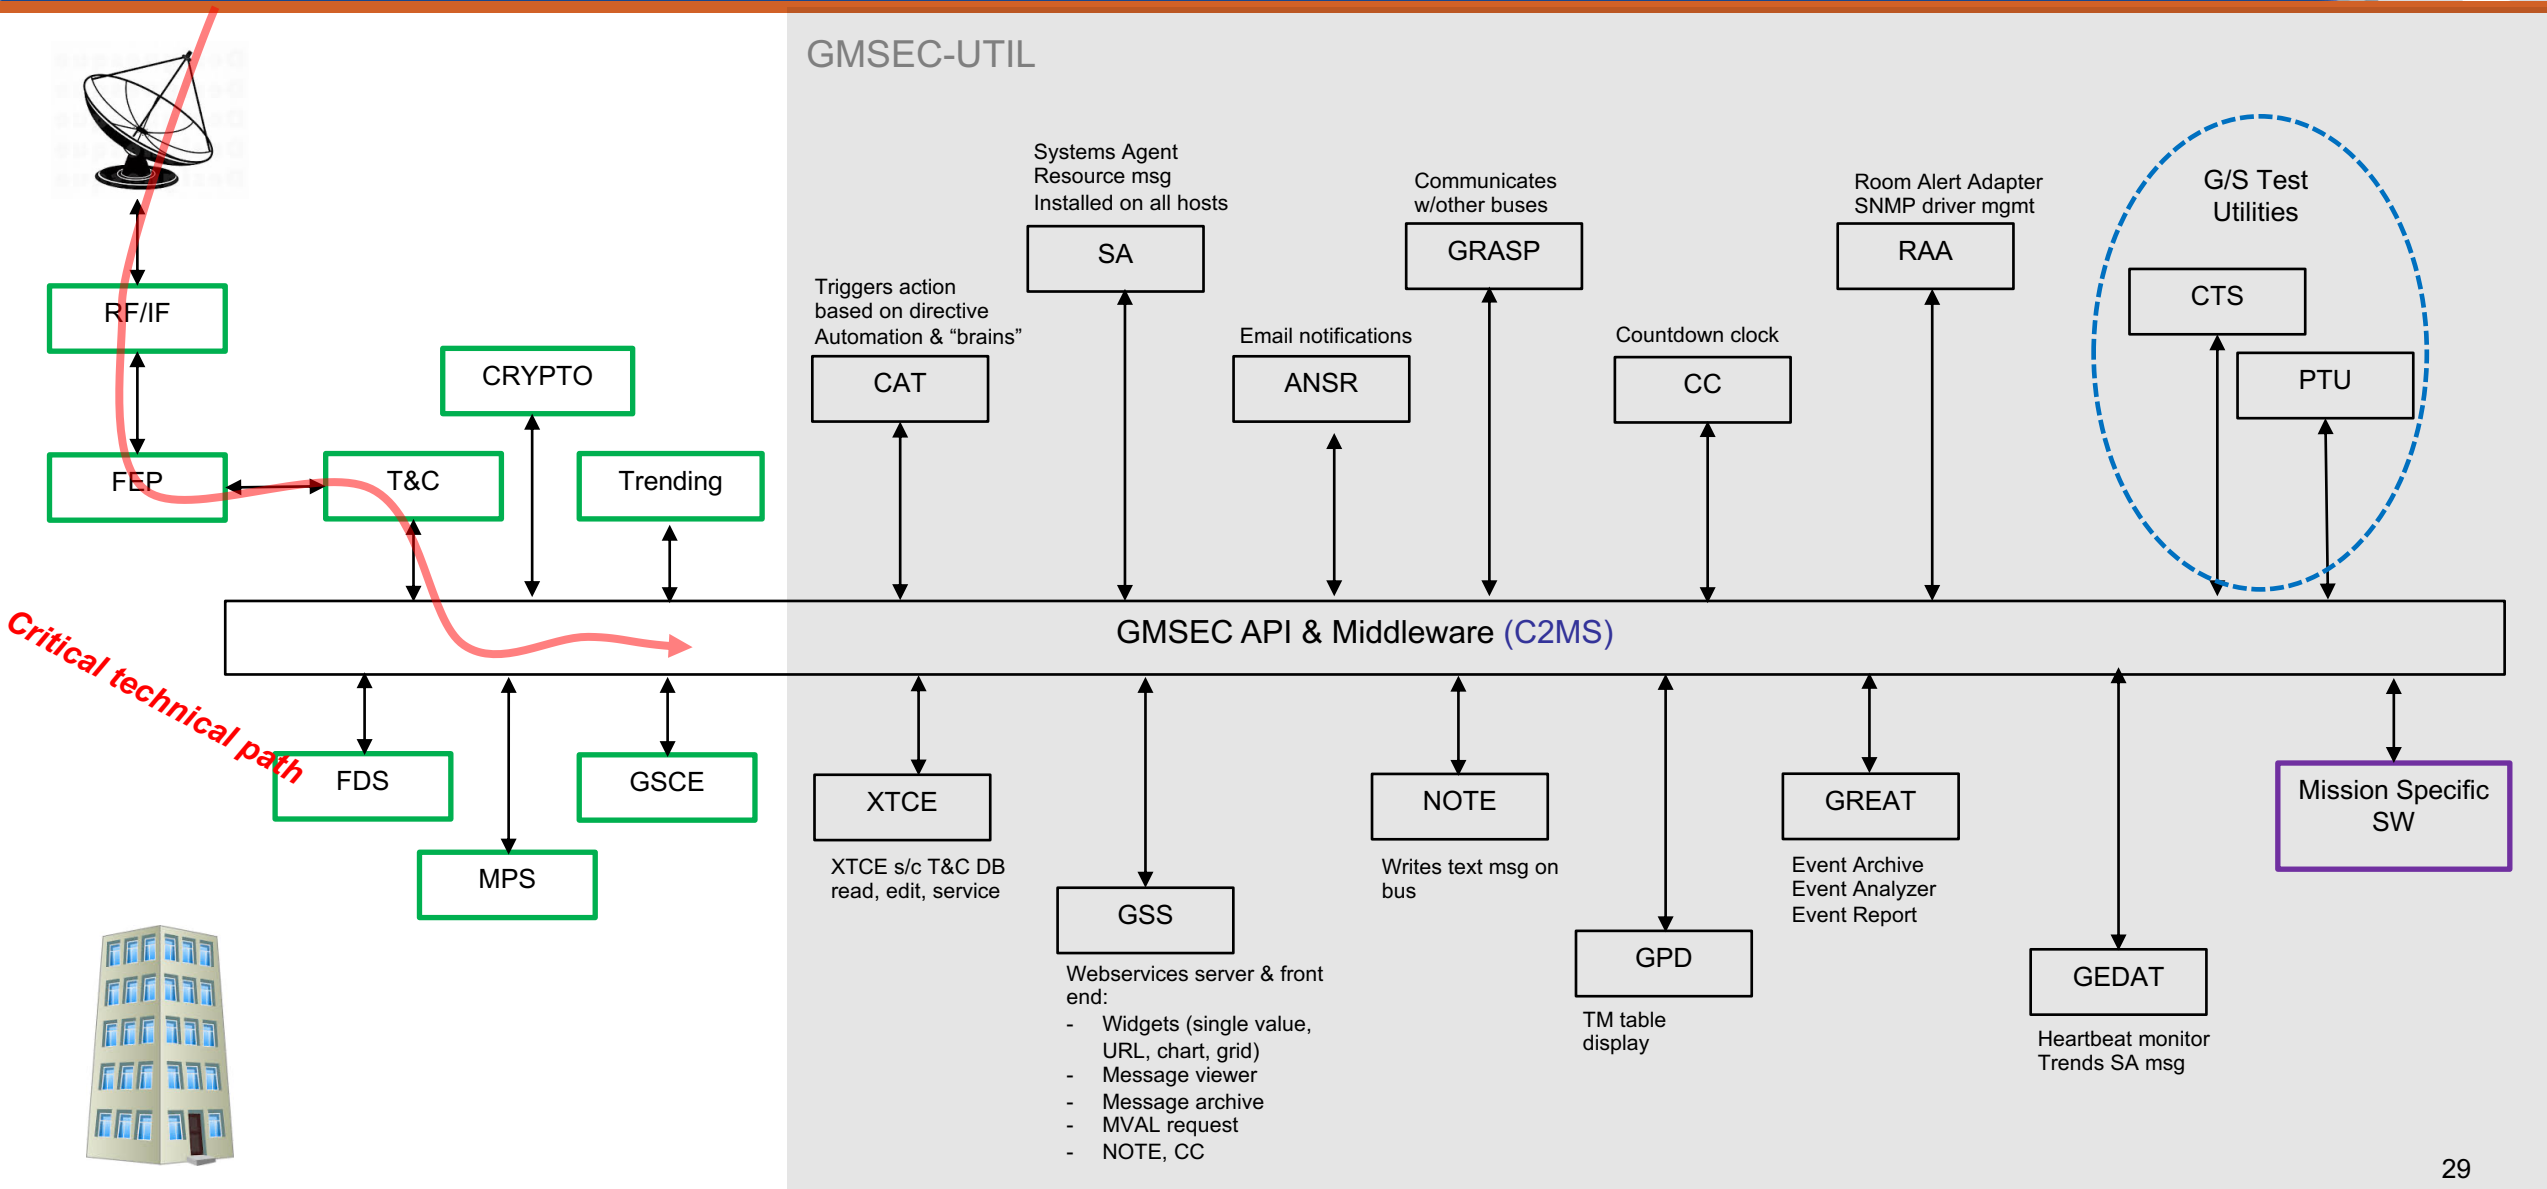 GMSEC-UTIL
Systems Agent
Resource msg
Installed on all hosts
SA
Communicates
w/other buses
GRASP
Room Alert Adapter
SNMP driver mgmt
RAA
G/S Test
Utilities
CTS
PTU
RF/IF
Triggers action
based on directive
Automation & “brains”
CAT
Email notifications
ANSR
Countdown clock
CC
CRYPTO
FEP
T&C
Trending
GMSEC API & Middleware (C2MS)
Critical technical path
FDS
MPS
GSCE
XTCE
XTCE s/c T&C DB
read, edit, service
GSS
Webservices server & front
end:
- Widgets (single value,
URL, chart, grid)
- Message viewer
- Message archive
- MVAL request
- NOTE, CC
NOTE
Writes text msg on
bus
GPD
TM table
display
GREAT
Event Archive
Event Analyzer
Event Report
GEDAT
Heartbeat monitor
Trends SA msg
Mission Specific
SW
29